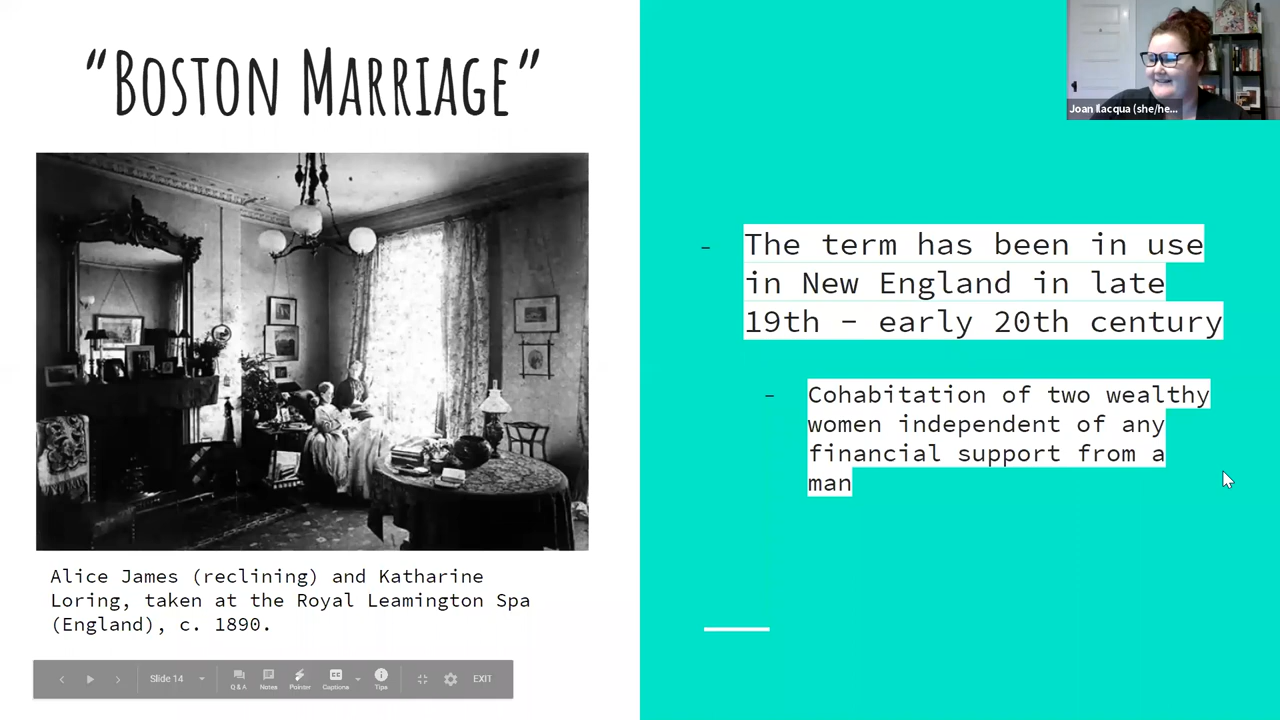 “Boston Marriage”
Joan Ilacqua (she/he...
- The term has been in use
in New England in late
19th – early 20th century
- Cohabitation of two wealthy
women independent of any
financial support from a
man
Alice James (reclining) and Katharine
Loring, taken at the Royal Leamington Spa
(England), c. 1890.
Slide 14
Q&A
Notes
Pointer
Captions
Tips
EXIT